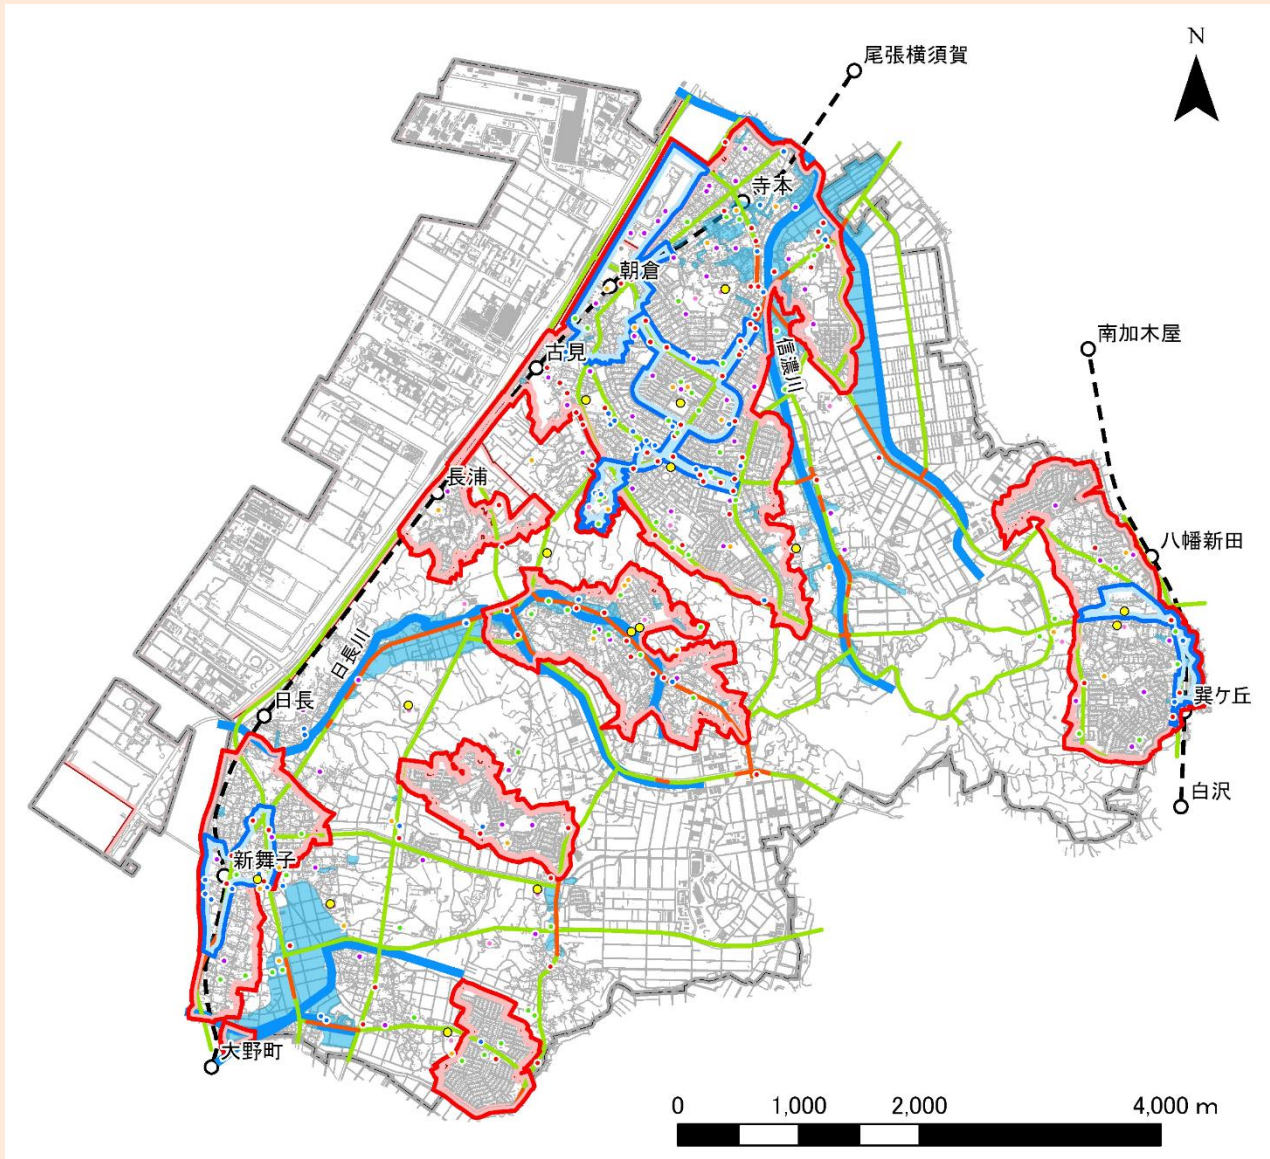 N
尾張横須賀
寺本
朝倉
南加木屋
古見
信濃川
長浦
八幡新田
日長川
日長
巽ケ丘
白沢
新舞子
大野町
0 1,000 2,000 4,000 m